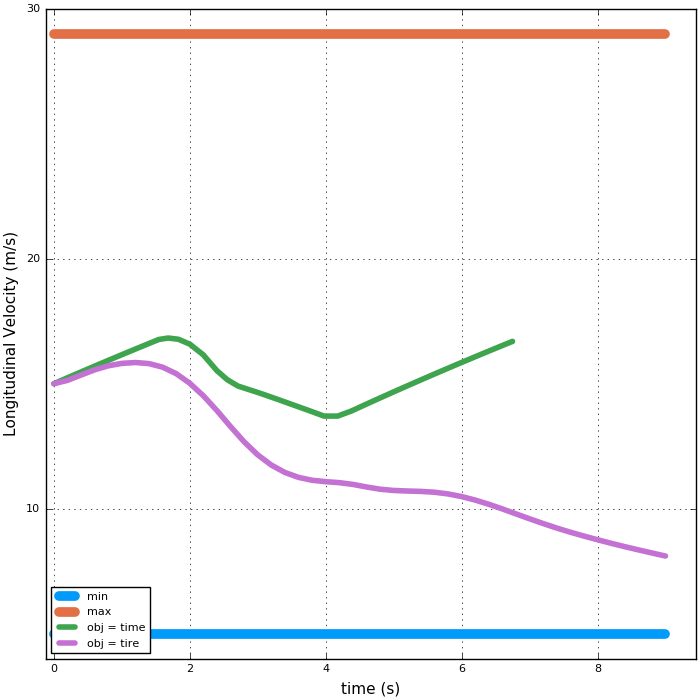 30
20
10
Longitudinal Velocity (m/s)
min
max
obj = time
obj = tire
0 2 4 6 8
time (s)